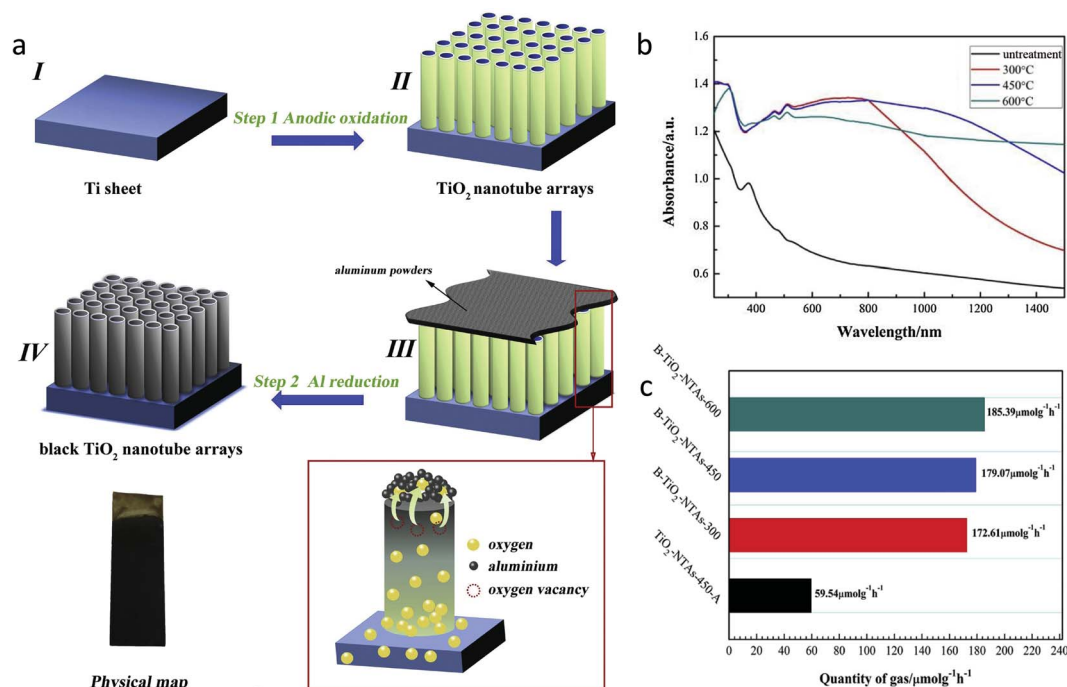 a
I
Ti sheet
Step 1 Anodic oxidation
II
TiO₂ nanotube arrays
aluminum powders
III
Step 2 Al reduction
IV
black TiO₂ nanotube arrays
Physical map
oxygen
aluminium
oxygen vacancy
b
untreatment
300°C
450°C
600°C
Absorbance/a.u.
1.6
1.4
1.2
1.0
0.8
0.6
400 600 800 1000 1200 1400
Wavelength/nm
c
B-TiO₂-NTAs-600
185.39μmolg⁻¹h⁻¹
B-TiO₂-NTAs-450
179.07μmolg⁻¹h⁻¹
B-TiO₂-NTAs-300
172.61μmolg⁻¹h⁻¹
TiO₂-NTAs-450-A
59.54μmolg⁻¹h⁻¹
0 20 40 60 80 100 120 140 160 180 200 220 240
Quantity of gas/μmolg⁻¹h⁻¹